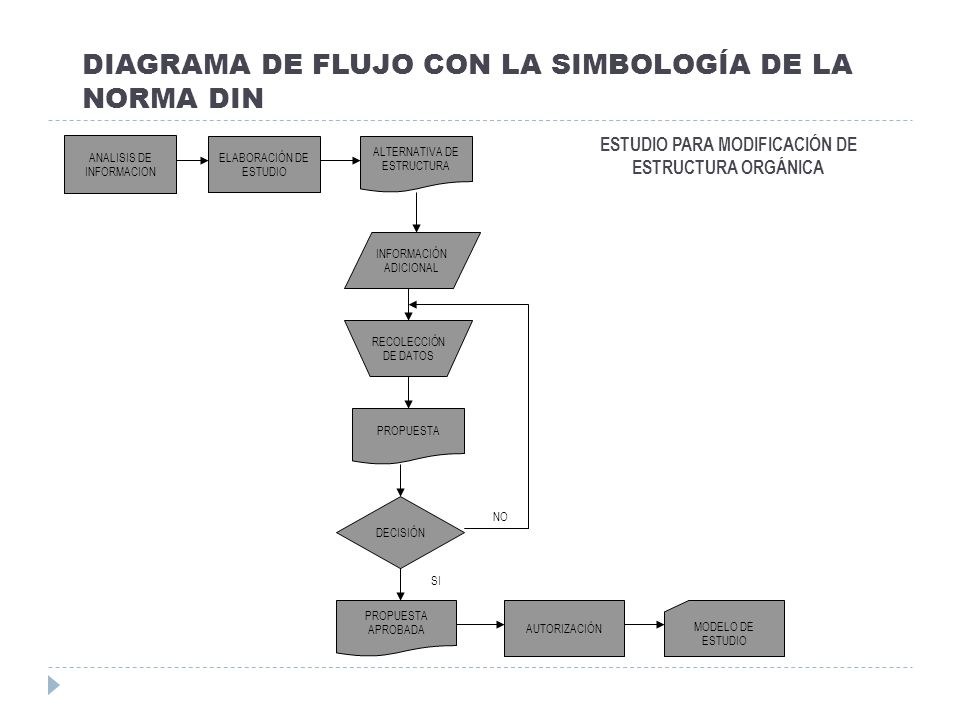 DIAGRAMA DE FLUJO CON LA SIMBOLOGÍA DE LA
NORMA DIN
ESTUDIO PARA MODIFICACIÓN DE
ESTRUCTURA ORGÁNICA
ANALISIS DE
INFORMACION
ELABORACIÓN DE
ESTUDIO
ALTERNATIVA DE
ESTRUCTURA
INFORMACIÓN
ADICIONAL
RECOLECCIÓN
DE DATOS
PROPUESTA
DECISIÓN
NO
SI
PROPUESTA
APROBADA
AUTORIZACIÓN
MODELO DE
ESTUDIO